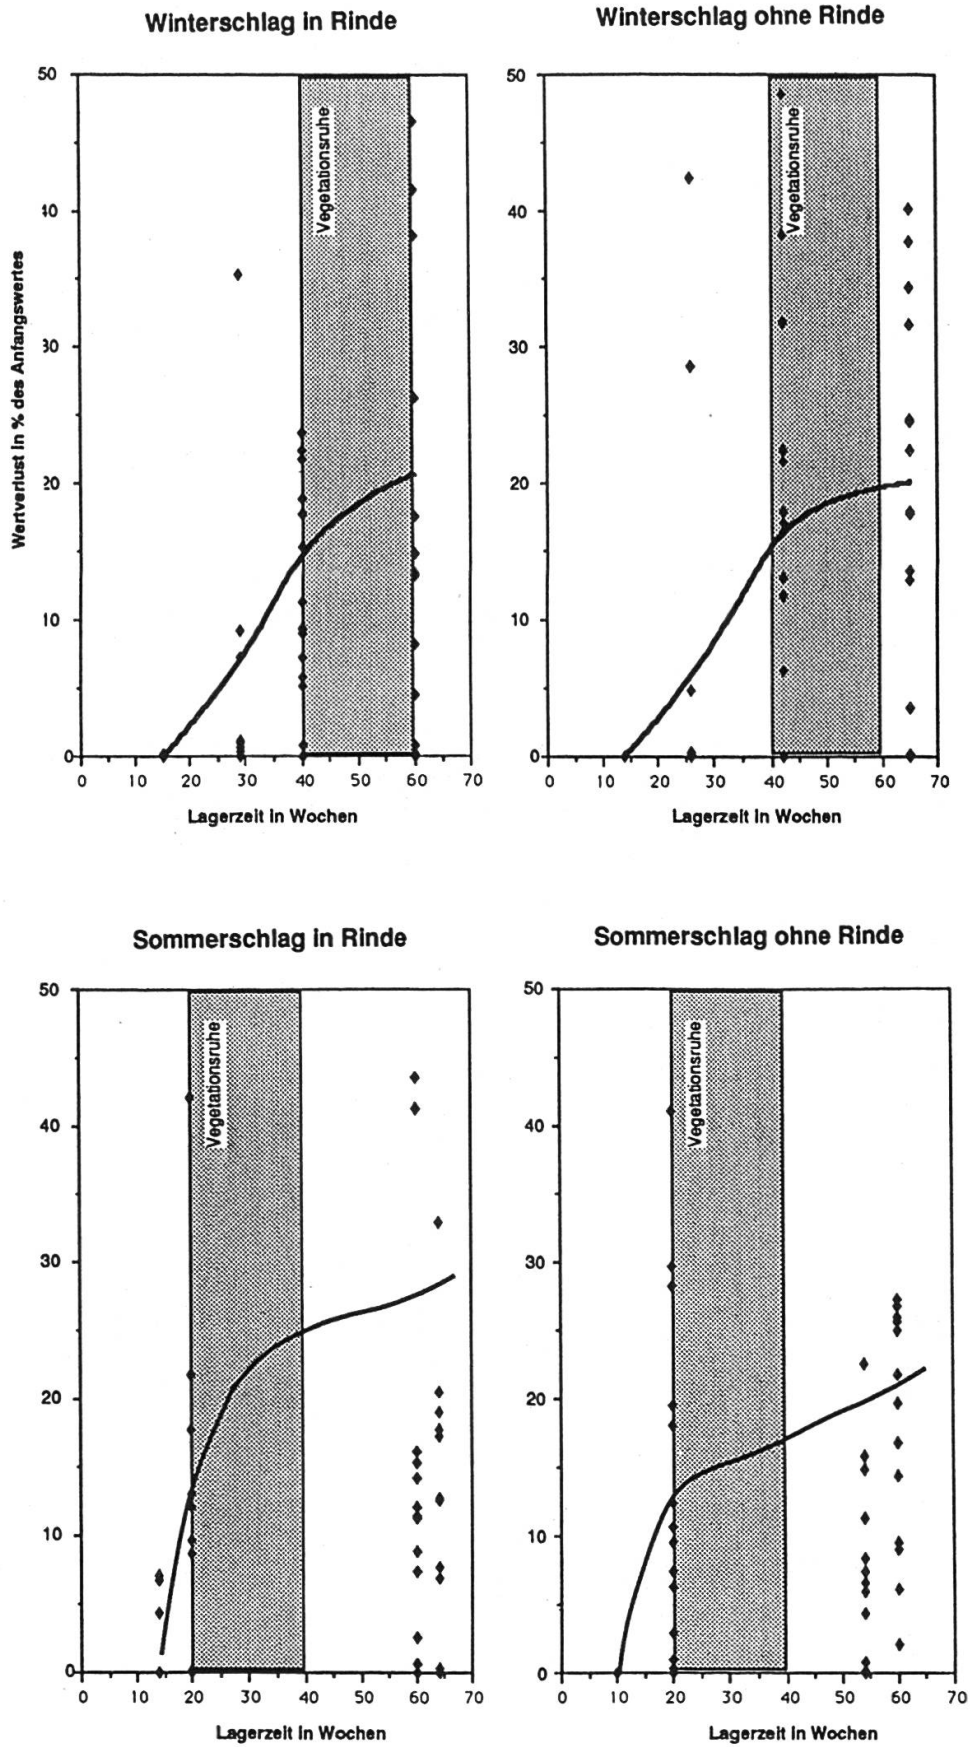 Winterschlag in Rinde
Winterschlag ohne Rinde
Wertverlust in % des Anfangswertes
50
10
30
20
10
0
Vegetationsruhe
0 10 20 30 40 50 60 70
Lagerzeit in Wochen
50
40
30
20
10
0
Vegetationsruhe
0 10 20 30 40 50 60 70
Lagerzeit in Wochen
Sommerschlag in Rinde
Sommerschlag ohne Rinde
50
40
30
20
10
0
Vegetationsruhe
0 10 20 30 40 50 60 70
Lagerzeit in Wochen
50
40
30
20
10
0
Vegetationsruhe
0 10 20 30 40 50 60 70
Lagerzeit in Wochen